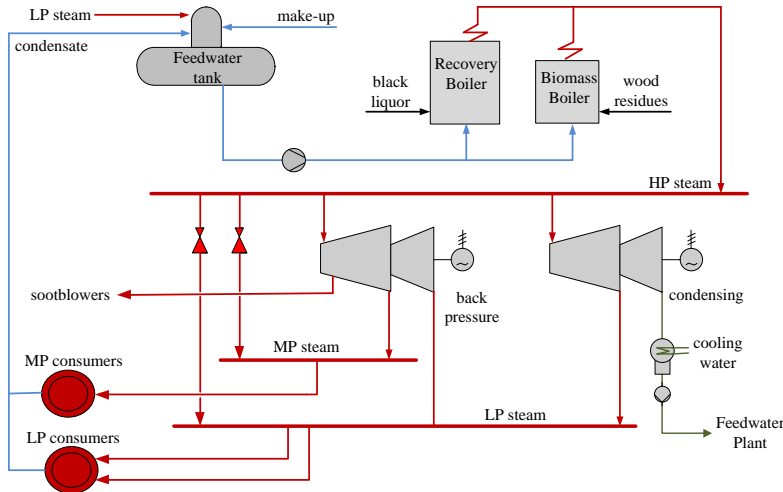 LP steam
make-up
condensate
Feedwater
tank
Recovery
Boiler
Biomass
Boiler
black
liquor
wood
residues
HP steam
sootblowers
back
pressure
condensing
MP steam
cooling
water
MP consumers
LP steam
LP consumers
Feedwater
Plant